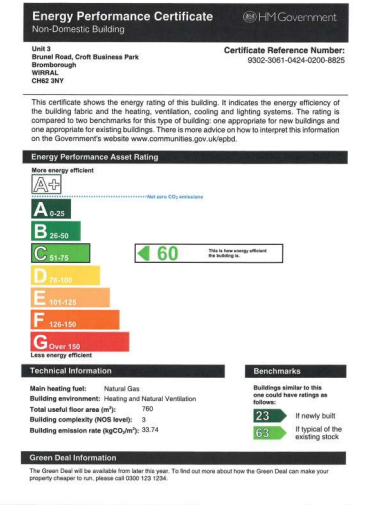 Energy Performance Certificate
HM Government
Non-Domestic Building
Unit 3
Brunel Road, Croft Business Park
Bromborough
WIRRAL
CH62 3NY
Certificate Reference Number:
9302-3061-0424-0200-8825
This certificate shows the energy rating of this building. It indicates the energy efficiency of
the building fabric and the heating, ventilation, cooling and lighting systems. The rating is
compared to two benchmarks for this type of building: one appropriate for new buildings and
one appropriate for existing buildings. There is more advice on how to interpret this information
on the Government's website www.communities.gov.uk/epbd.
Energy Performance Asset Rating
More energy efficient
A+
Net zero CO₂ emissions
A 0-25
B 26-50
C 51-75
60
This is how energy efficient
the building is.
D 76-100
E 101-125
F 126-150
G Over 150
Less energy efficient
Technical Information
Main heating fuel: Natural Gas
Building environment: Heating and Natural Ventilation
Total useful floor area (m²): 760
Building complexity (NOS level): 3
Building emission rate (kgCO₂/m²): 33.74
Benchmarks
Buildings similar to this
one could have ratings as
follows:
23 If newly built
63 If typical of the
existing stock
Green Deal Information
The Green Deal will be available from later this year. To find out more about how the Green Deal can make your
property cheaper to run, please call 0300 123 1234.